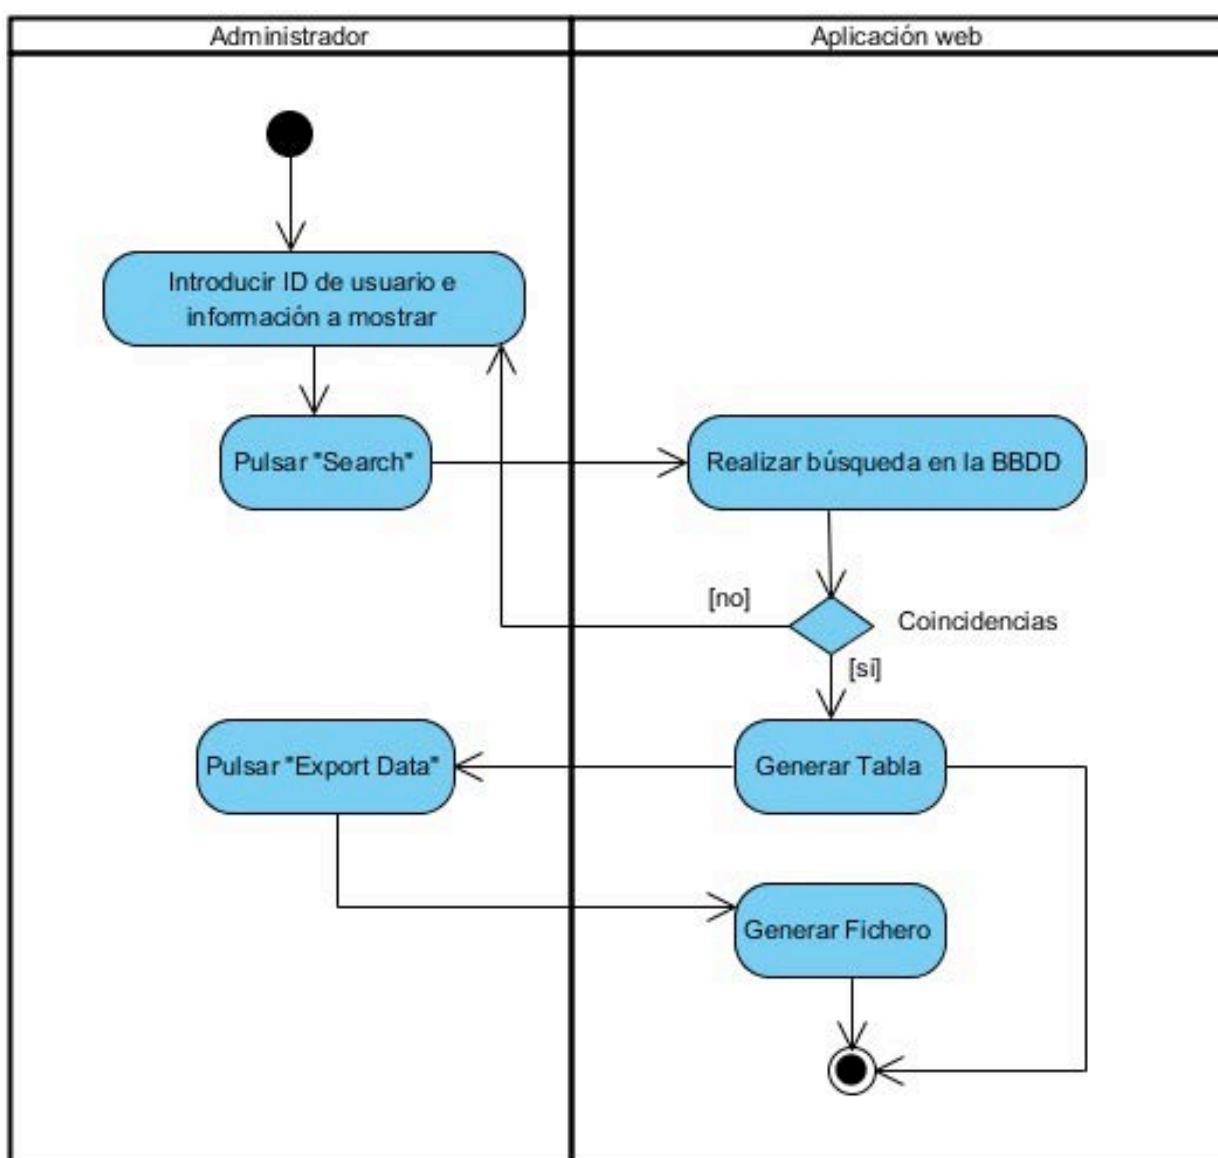 Administrador
Aplicación web
Introducir ID de usuario e
información a mostrar
Pulsar "Search"
Realizar búsqueda en la BBDD
[no]
Coincidencias
[si]
Pulsar "Export Data"
Generar Tabla
Generar Fichero